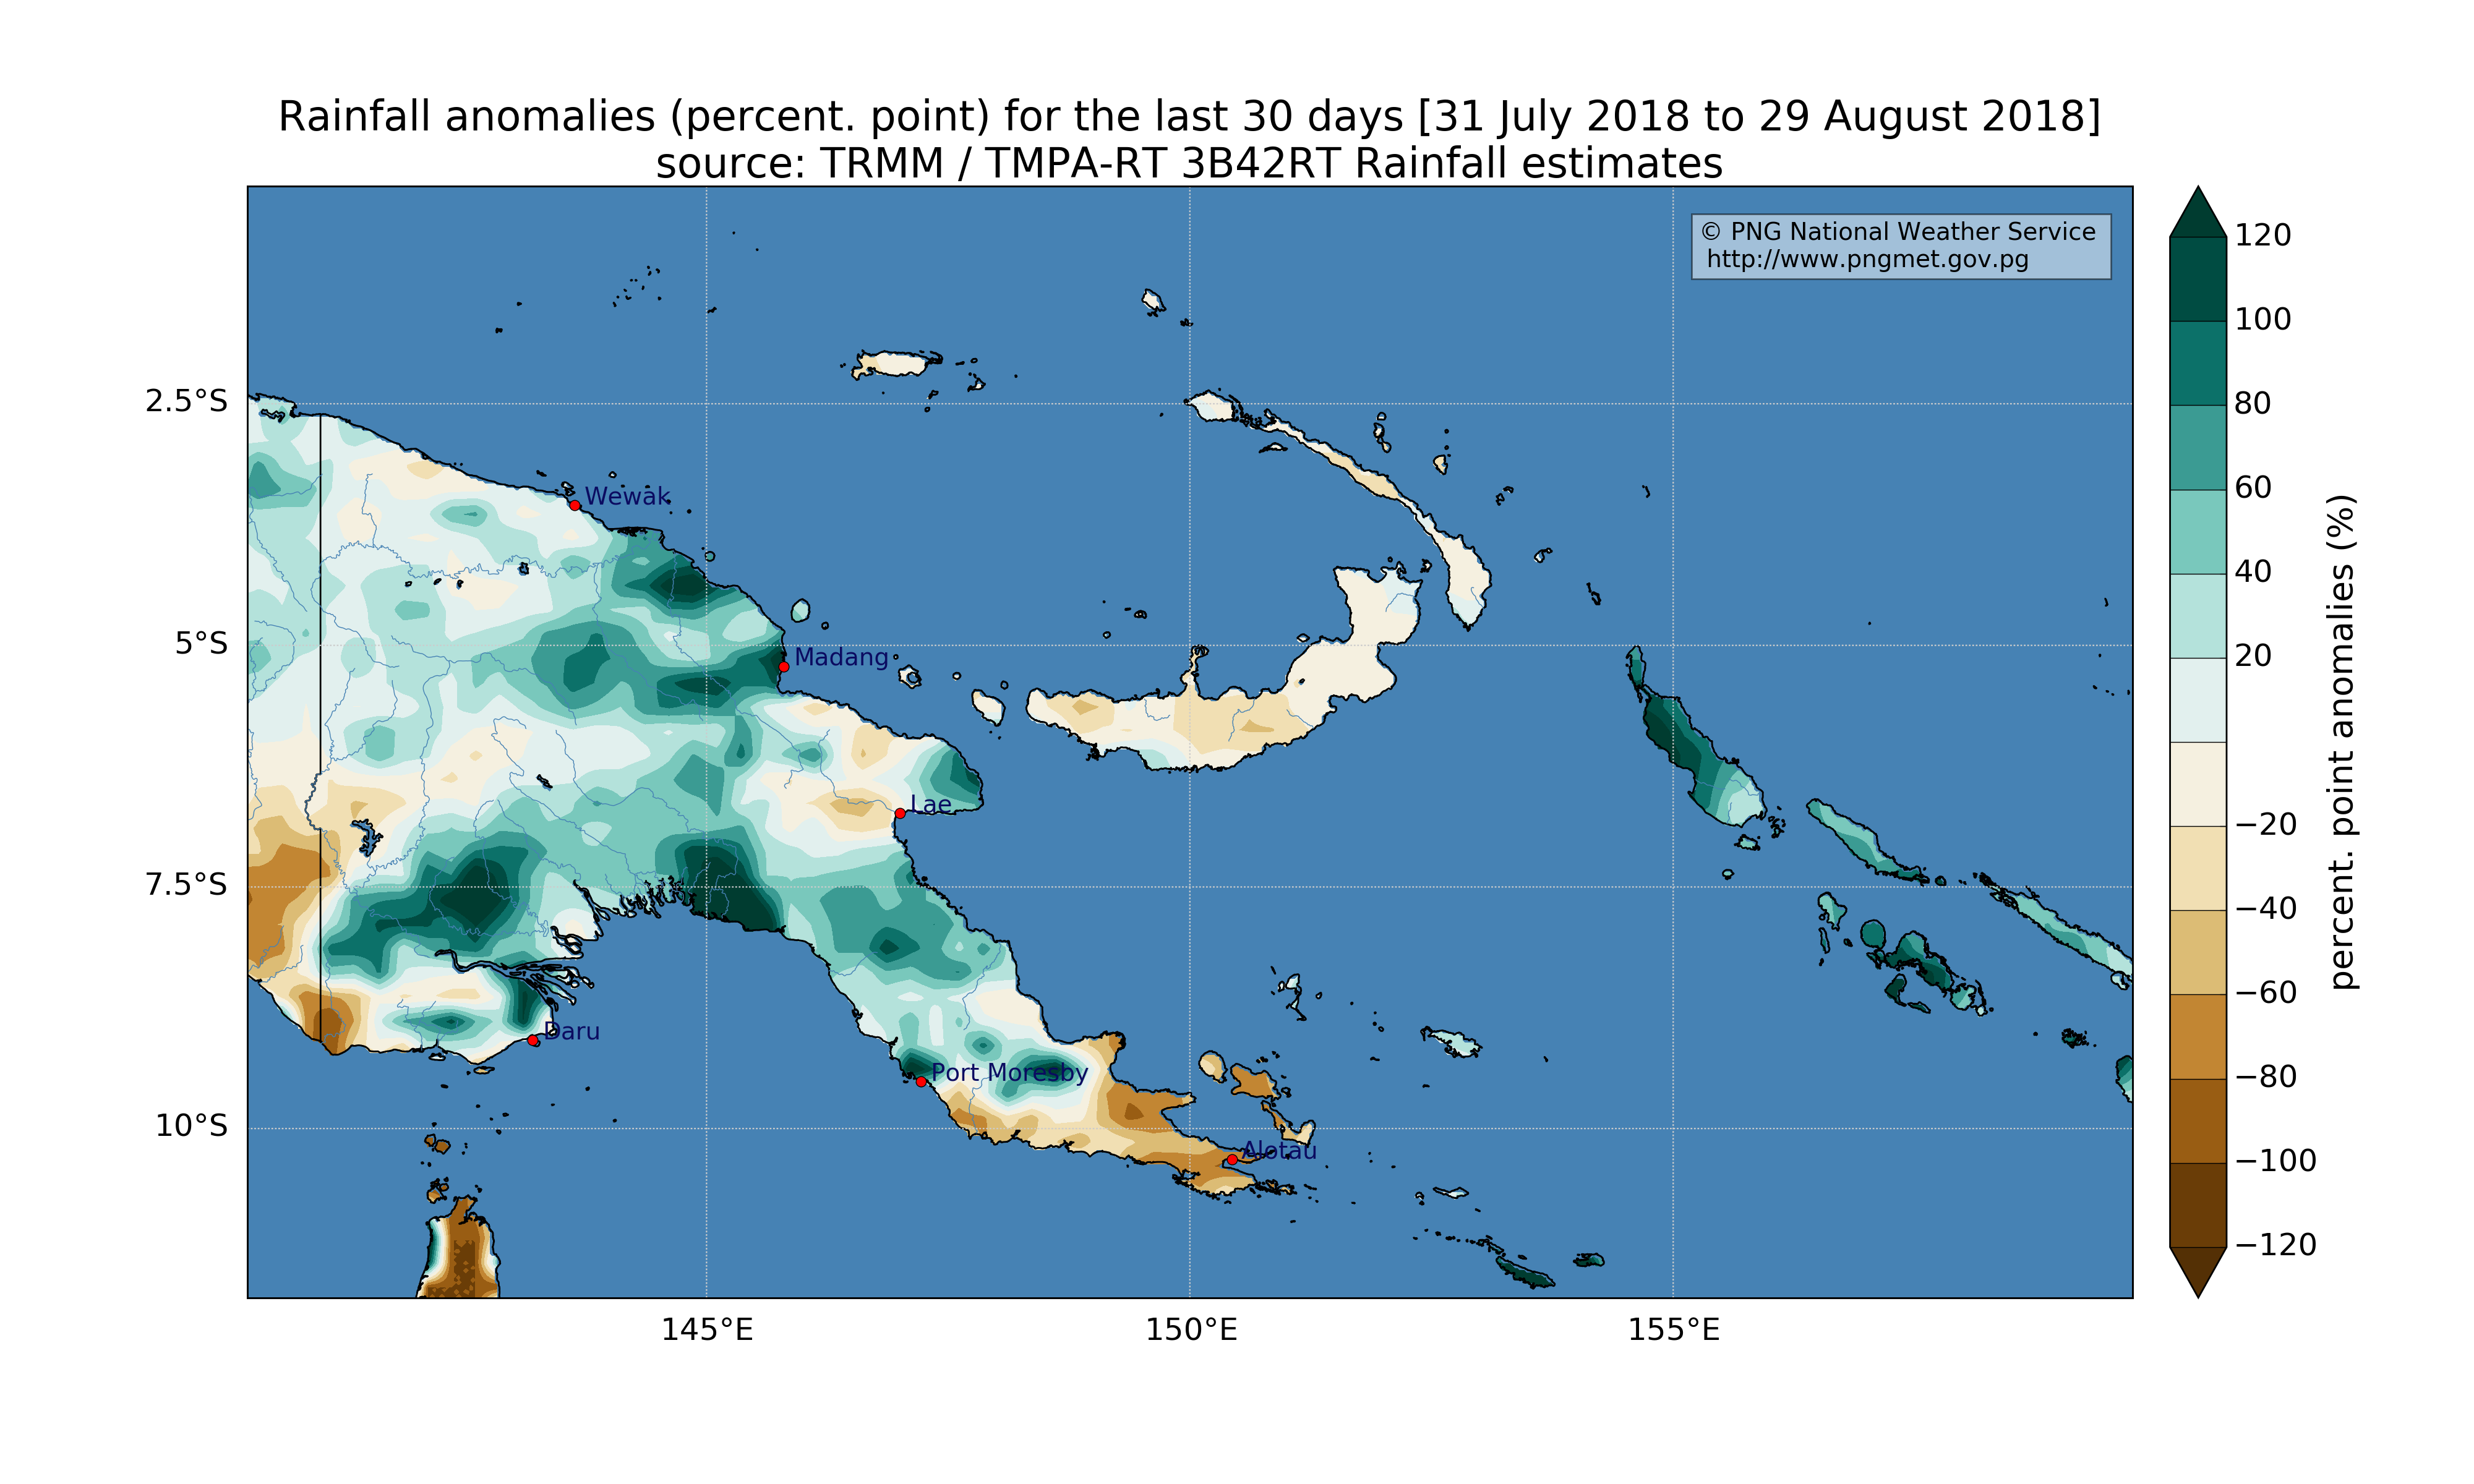 Rainfall anomalies (percent. point) for the last 30 days [31 July 2018 to 29 August 2018]
source: TRMM / TMPA-RT 3B42RT Rainfall estimates
© PNG National Weather Service
http://www.pngmet.gov.pg
2.5°S
5°S
7.5°S
10°S
Wewak
Madang
Lae
Daru
Port Moresby
Alotau
145°E
150°E
155°E
120
100
80
60
40
20
−20
−40
−60
−80
−100
−120
percent. point anomalies (%)